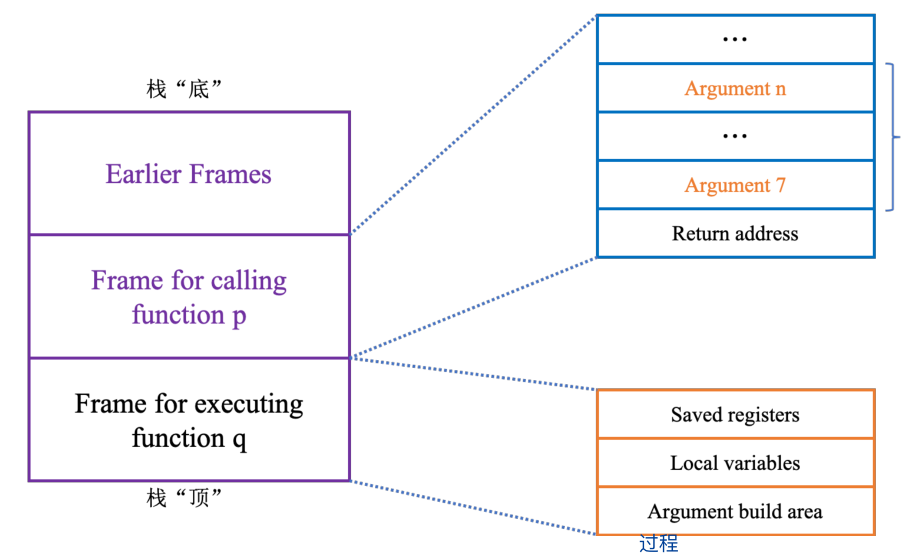 栈“底”
Earlier Frames
Frame for calling
function p
Frame for executing
function q
栈“顶”
...
Argument n
...
Argument 7
Return address
Saved registers
Local variables
Argument build area
过程